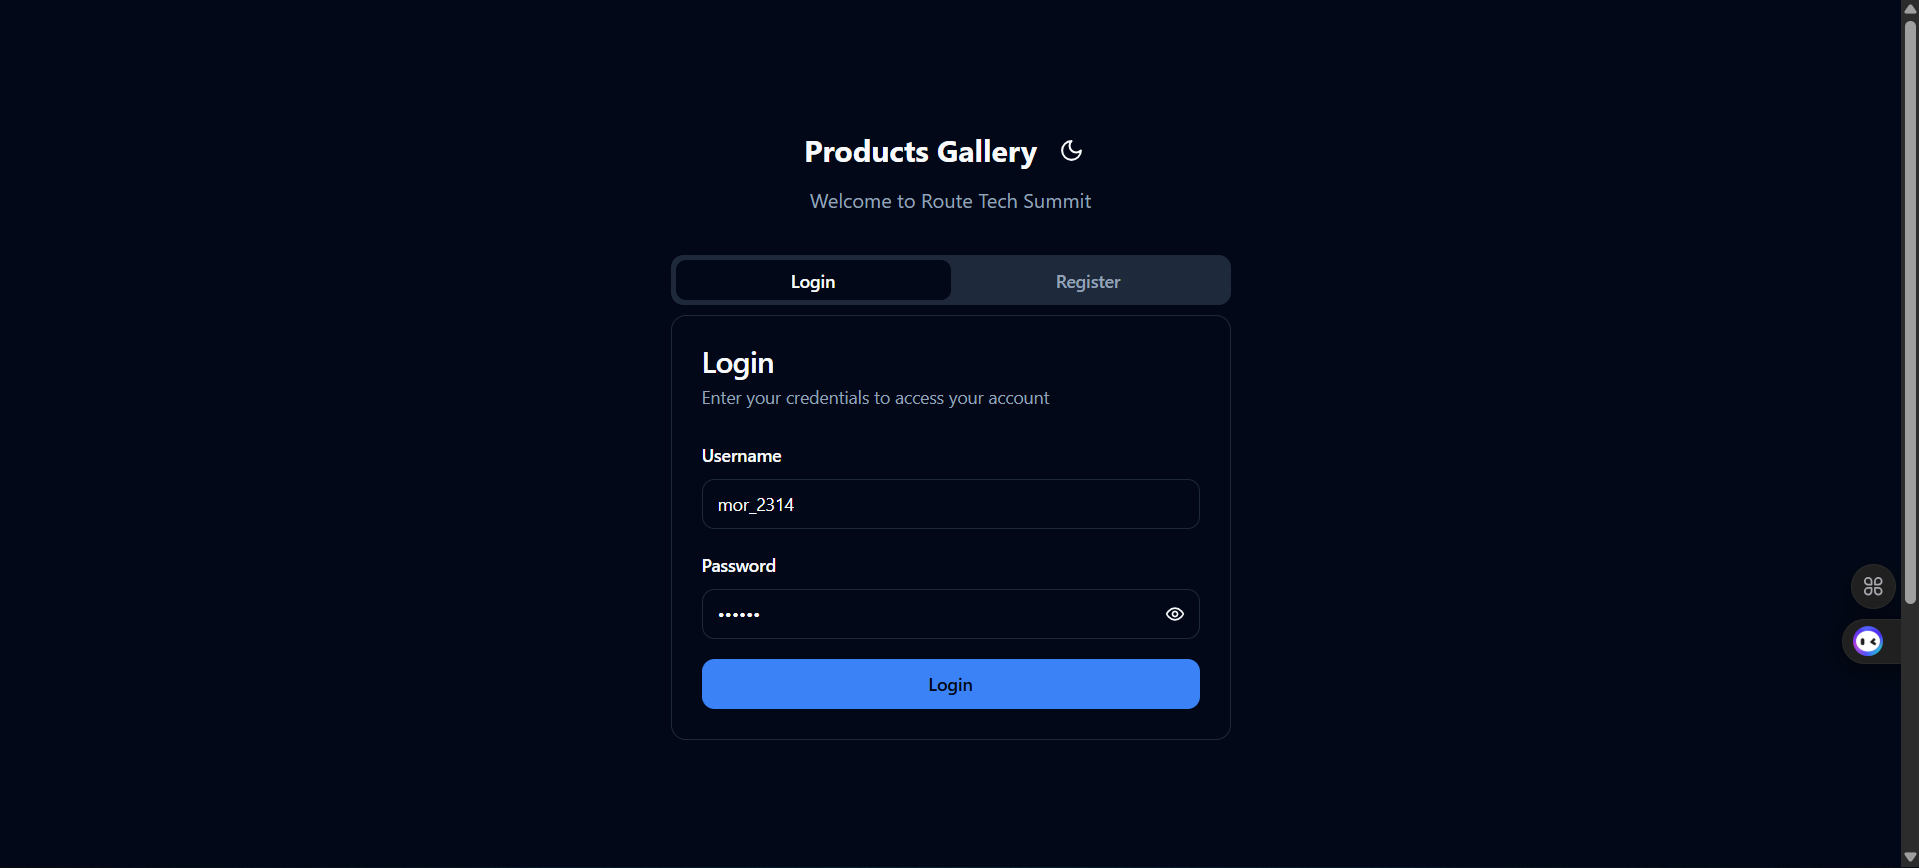 Products Gallery
Welcome to Route Tech Summit
Login Register
Login
Enter your credentials to access your account
Username
mor_2314
Password
••••••
Login